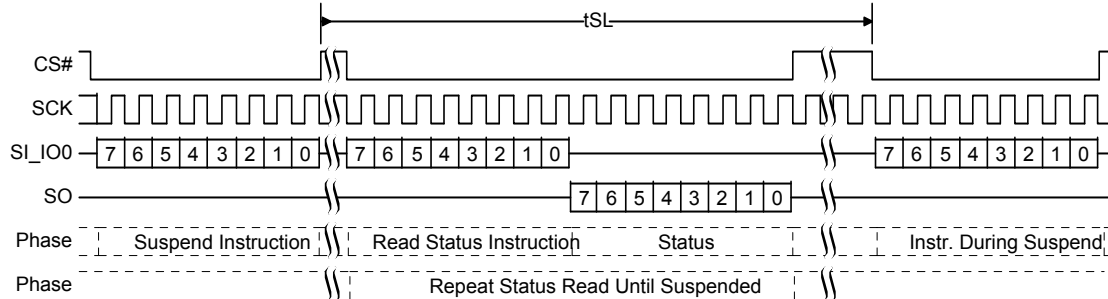 tSL
CS#
SCK
SI_IO0 7 6 5 4 3 2 1 0 7 6 5 4 3 2 1 0 7 6 5 4 3 2 1 0
SO 7 6 5 4 3 2 1 0
Phase Suspend Instruction Read Status Instruction Status Instr. During Suspend
Phase Repeat Status Read Until Suspended